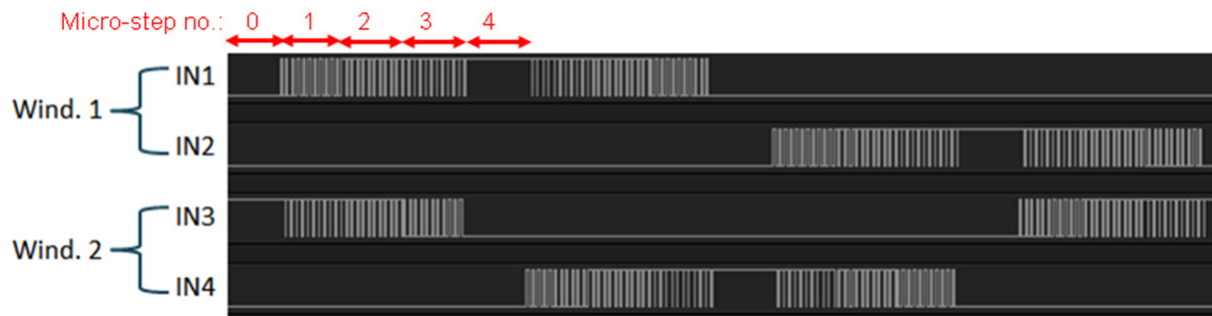 Micro-step no.: 0 1 2 3 4
IN1
Wind. 1
IN2
IN3
Wind. 2
IN4